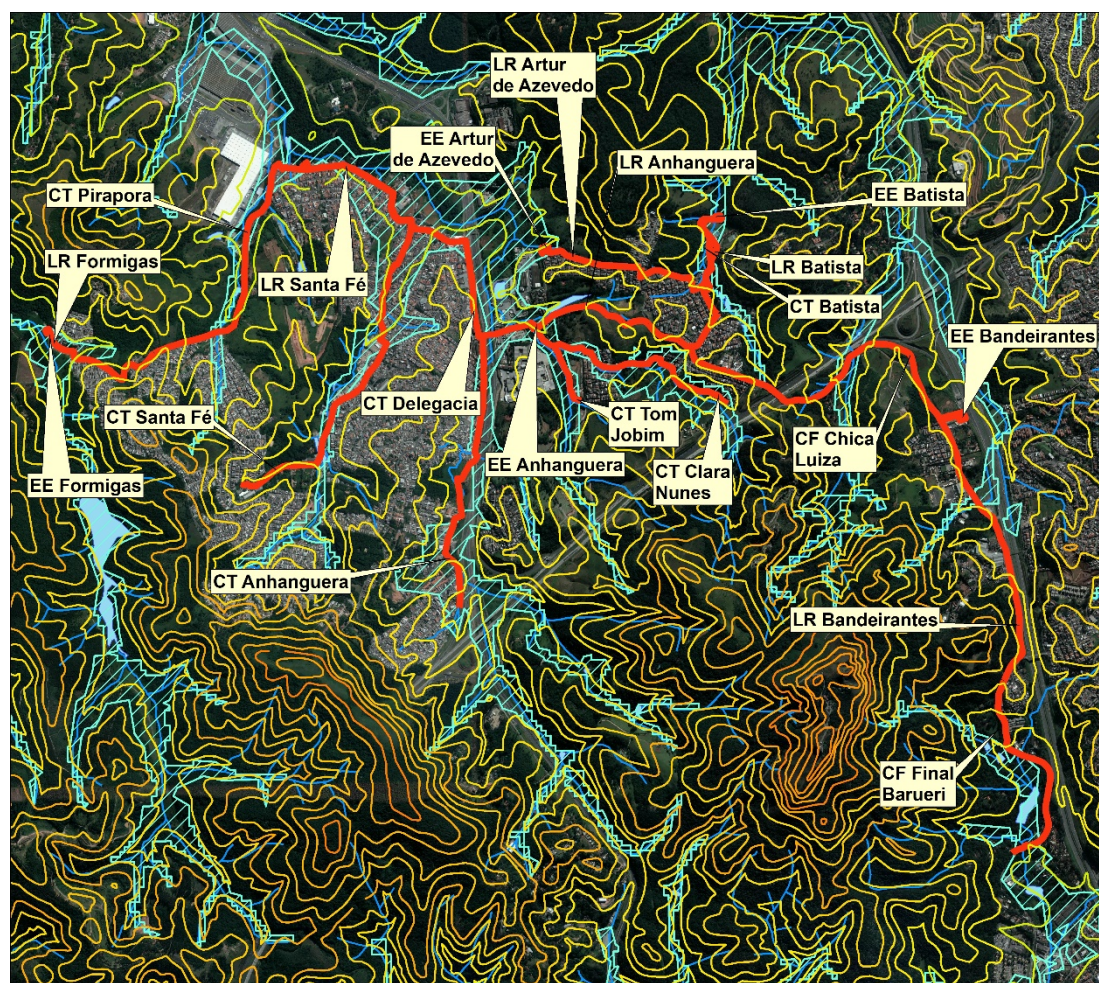 LR Artur
de Azevedo
EE Artur
de Azevedo
LR Anhanguera
CT Pirapora
EE Batista
LR Formigas
LR Santa Fé
LR Batista
CT Batista
EE Bandeirantes
CT Santa Fé
CT Delegacia
CT Tom
Jobim
CF Chica
Luiza
EE Formigas
EE Anhanguera
CT Clara
Nunes
CT Anhanguera
LR Bandeirantes
CF Final
Barueri